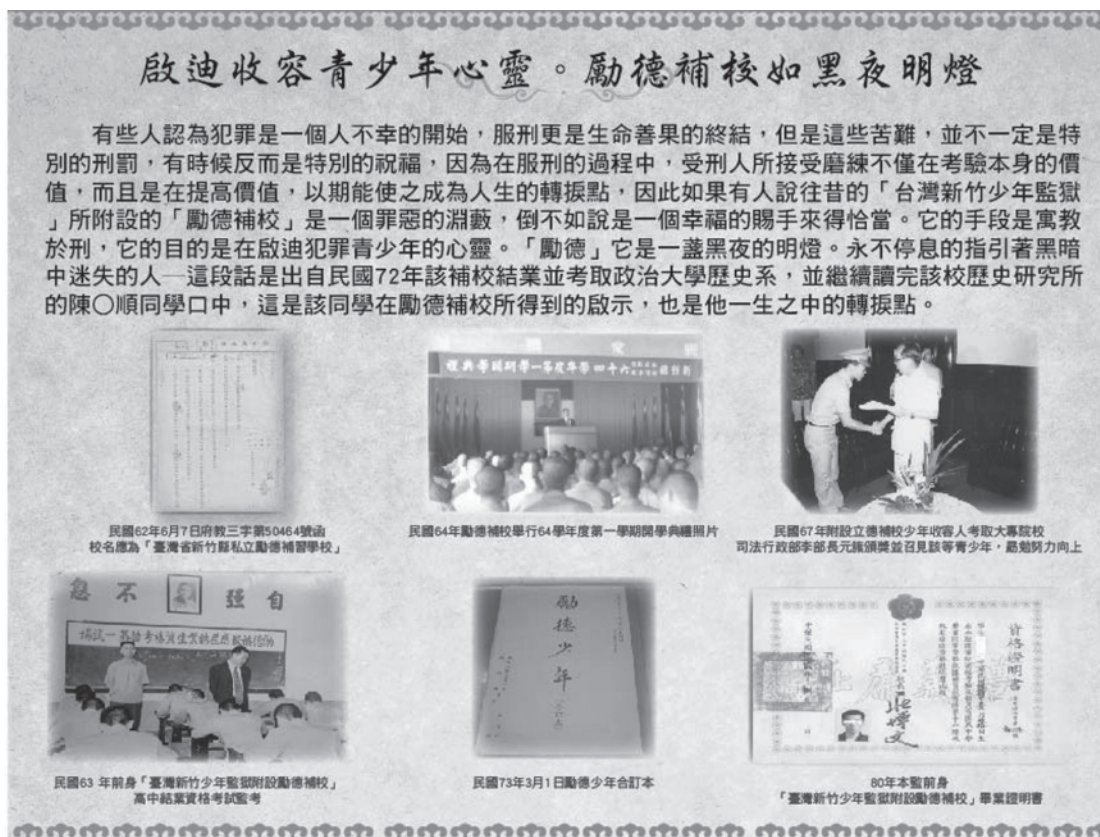 啟迪收容青少年心靈。勵德補校如黑夜明燈
有些人認為犯罪是一個人不幸的開始，服刑更是生命善果的終結，但是這些苦難，並不一定是特
別的刑罰，有時候反而是特別的祝福，因為在服刑的過程中，受刑人所接受磨練不僅在考驗本身的價
值，而且是在提高價值，以期能使之成為人生的轉捩點，因此如果有人說往昔的「台灣新竹少年監獄
」所附設的「勵德補校」是一個罪惡的淵藪，倒不如說是一個幸福的賜手來得恰當。它的手段是寓教
於刑，它的目的是在啟迪犯罪青少年的心靈。「勵德」它是一盞黑夜的明燈。永不停息的指引著黑暗
中迷失的人─這段話是出自民國72年該補校結業並考取政治大學歷史系，並繼續讀完該校歷史研究所
的陳○順同學口中，這是該同學在勵德補校所得到的啟示，也是他一生之中的轉捩點。
六十四學年度第一學期開學典禮
民國62年6月7日府教三字第50464號函
校名應為「臺灣省新竹縣私立勵德補習學校」
民國64年勵德補校舉行64學年度第一學期開學典禮照片
民國67年附設立德補校少年收容人考取大專院校
司法行政部李部長元簇頒獎並召見該等青少年，勗勉努力向上
自強不息
勵德少年
資格證明書
民國63 年前身「臺灣新竹少年監獄附設勵德補校」
高中結業資格考試監考
民國73年3月1日勵德少年合訂本
80年本監前身
「臺灣新竹少年監獄附設勵德補校」畢業證明書